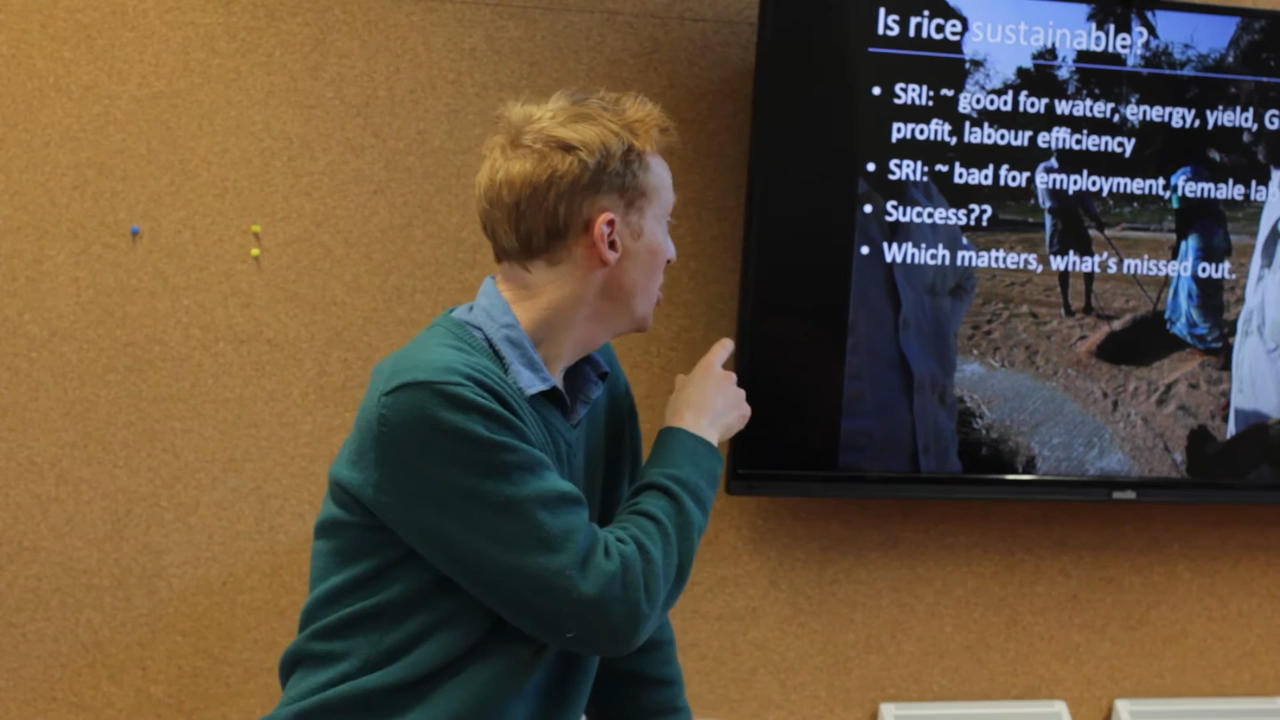 Is rice sustainable?
• SRI: ~ good for water, energy, yield, G
profit, labour efficiency
• SRI: ~ bad for employment, female la
• Success??
• Which matters, what's missed out.